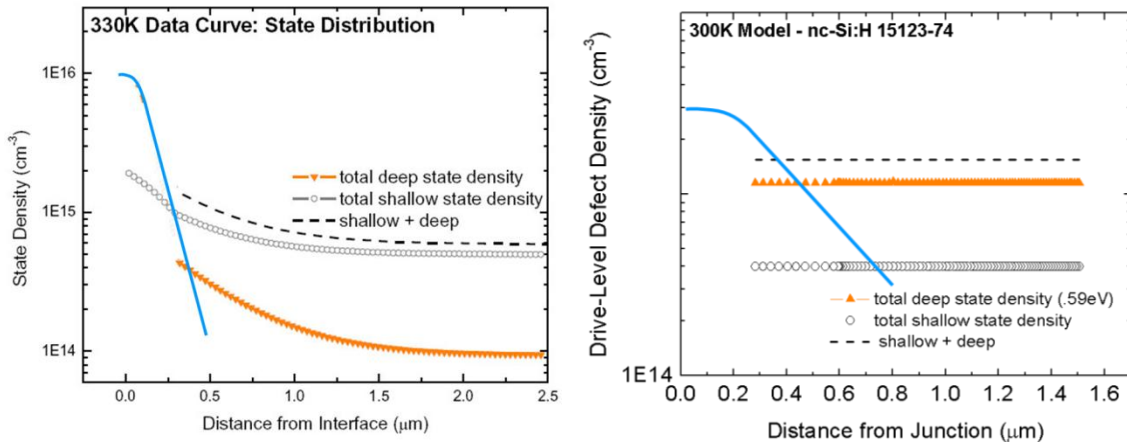 330K Data Curve: State Distribution
1E16
1E15
1E14
State Density (cm-3)
total deep state density
total shallow state density
shallow + deep
0.0 0.5 1.0 1.5 2.0 2.5
Distance from Interface (μm)
300K Model - nc-Si:H 15123-74
Drive-Level Defect Density (cm-3)
1E14
total deep state density (.59eV)
total shallow state density
shallow + deep
0.0 0.2 0.4 0.6 0.8 1.0 1.2 1.4 1.6
Distance from Junction (μm)